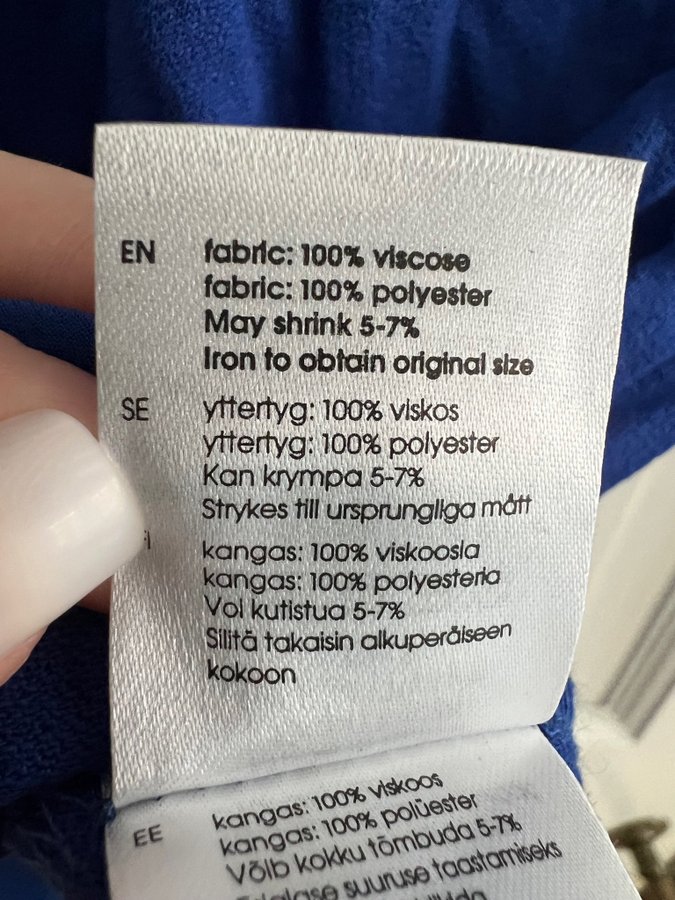 EN fabric: 100% viscose
fabric: 100% polyester
May shrink 5-7%
Iron to obtain original size
SE yttertyg: 100% viskos
yttertyg: 100% polyester
Kan krympa 5-7%
Strykes till ursprungliga mått
kangas: 100% viskoosia
kangas: 100% polyesteria
Voi kutistua 5-7%
Silitä takaisin alkuperäiseen
kokoon
EE kangas: 100% viskoos
kangas: 100% polüester
Võib kokku tõmbuda 5-7%
suuruse taastamiseks